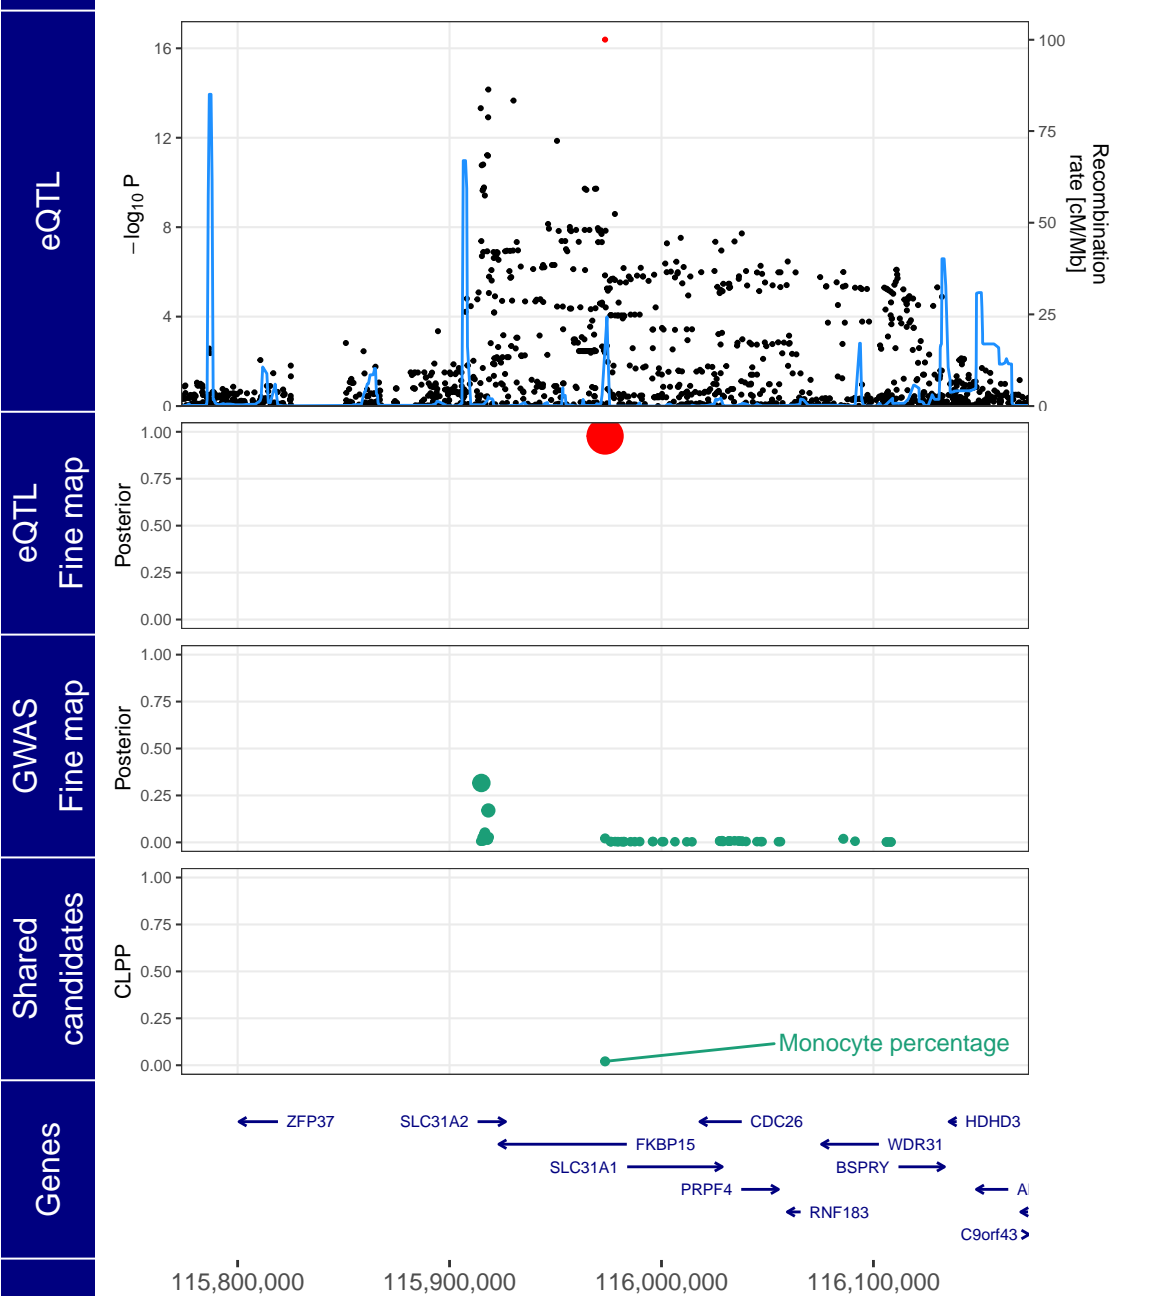 eQTL
−log10 P
16
12
8
4
0
100
75
50
25
0
Recombination
rate [cM/Mb]
eQTL
Fine map
Posterior
1.00
0.75
0.50
0.25
0.00
GWAS
Fine map
Posterior
1.00
0.75
0.50
0.25
0.00
Shared
candidates
CLPP
1.00
0.75
0.50
0.25
0.00
Monocyte percentage
Genes
ZFP37
SLC31A2
CDC26
HDHD3
FKBP15
WDR31
SLC31A1
BSPRY
PRPF4
RNF183
C9orf43
115,800,000
115,900,000
116,000,000
116,100,000